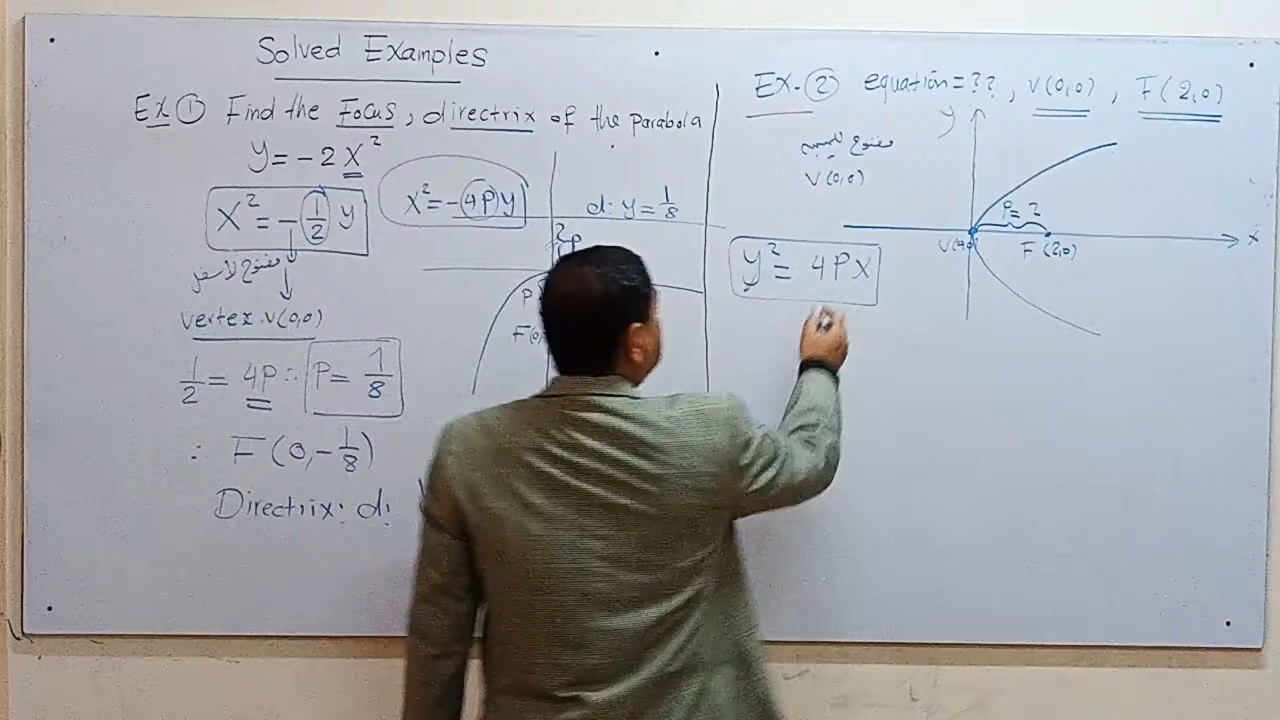 Solved Examples
EX ① Find the Focus, directrix of the parabola
y = -2 x²
x² = - 1/2 y
x² = -4P y
d: y = 1/8
مفتوح لأسفل
vertex. v(0,0)
1/2 = 4P ∴ P = 1/8
∴ F(0, -1/8)
Directrix: d:
P
P
F(0,
EX. ② equation = ??, V(0,0), F(2,0)
y
مفتوح لليمين
V(0,0)
P = 2
x
F(2,0)
y² = 4Px